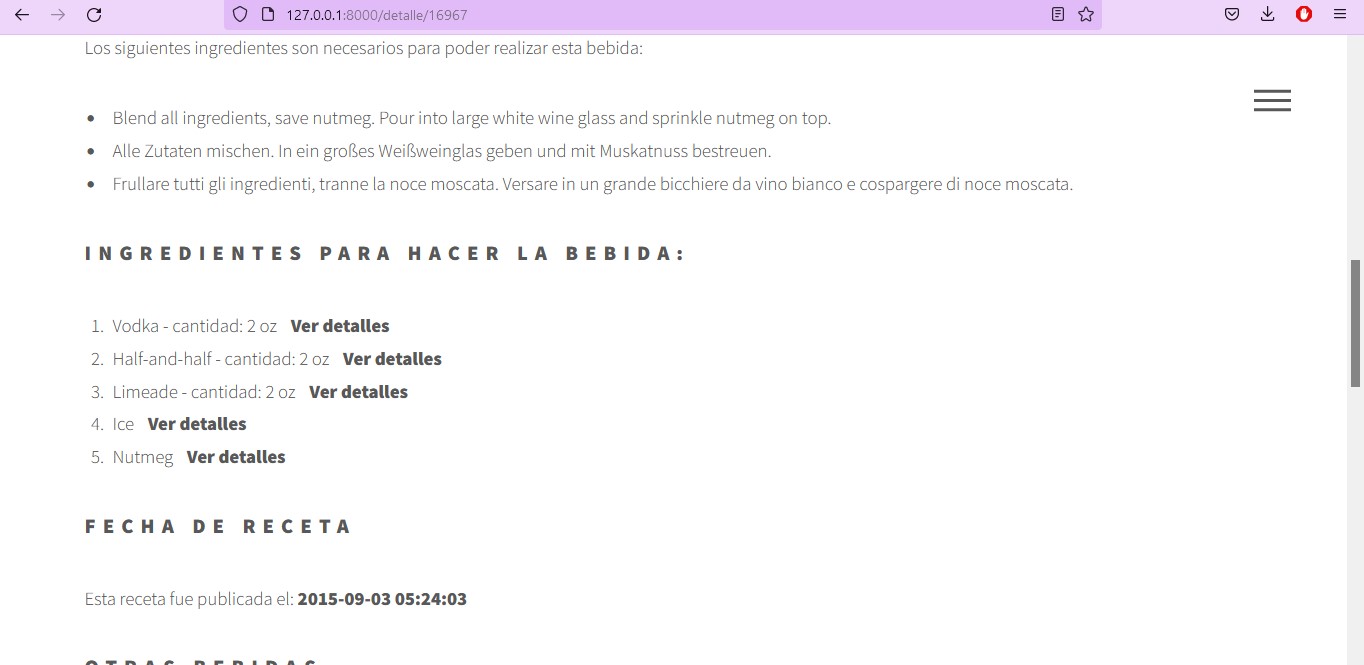 127.0.0.1:8000/detalle/16967
Los siguientes ingredientes son necesarios para poder realizar esta bebida:
Blend all ingredients, save nutmeg. Pour into large white wine glass and sprinkle nutmeg on top.
Alle Zutaten mischen. In ein großes Weißweinglas geben und mit Muskatnuss bestreuen.
Frullare tutti gli ingredienti, tranne la noce moscata. Versare in un grande bicchiere da vino bianco e cospargere di noce moscata.
INGREDIENTES PARA HACER LA BEBIDA:
1. Vodka - cantidad: 2 oz Ver detalles
2. Half-and-half - cantidad: 2 oz Ver detalles
3. Limeade - cantidad: 2 oz Ver detalles
4. Ice Ver detalles
5. Nutmeg Ver detalles
FECHA DE RECETA
Esta receta fue publicada el: 2015-09-03 05:24:03
OTRAS BEBIDAS